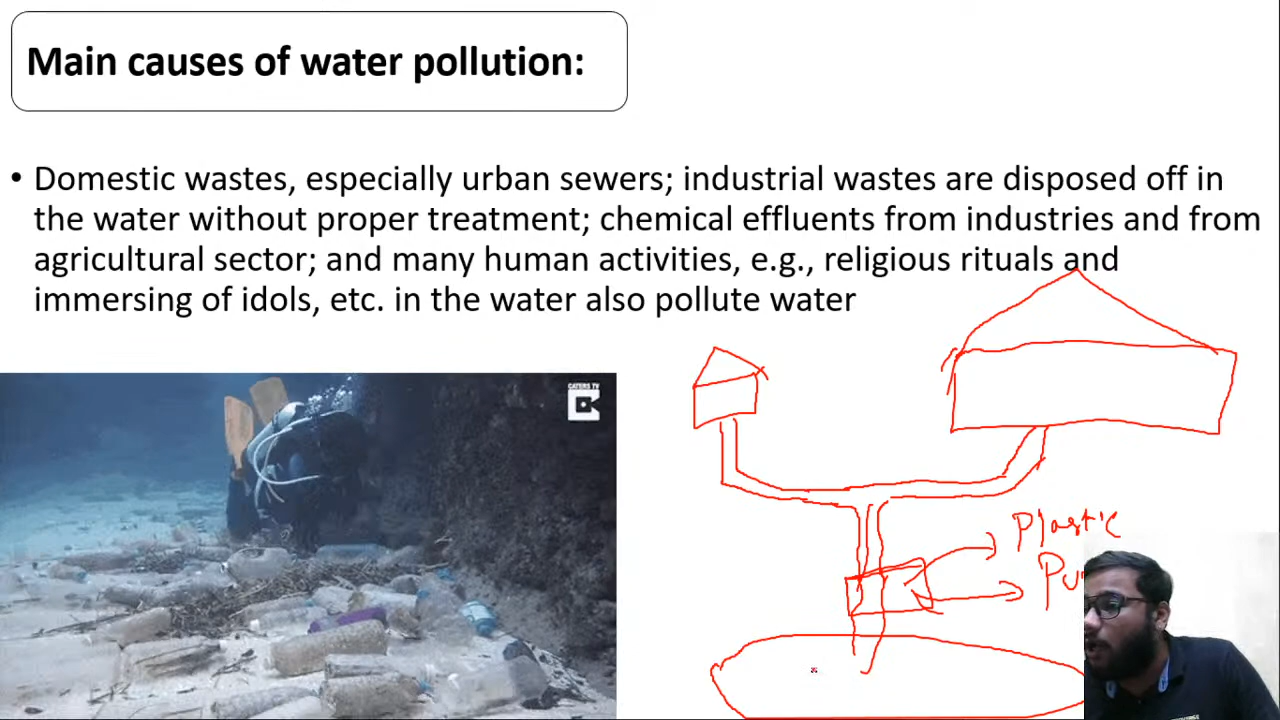 Main causes of water pollution:
• Domestic wastes, especially urban sewers; industrial wastes are disposed off in
the water without proper treatment; chemical effluents from industries and from
agricultural sector; and many human activities, e.g., religious rituals and
immersing of idols, etc. in the water also pollute water
CATERS TV
Plastic